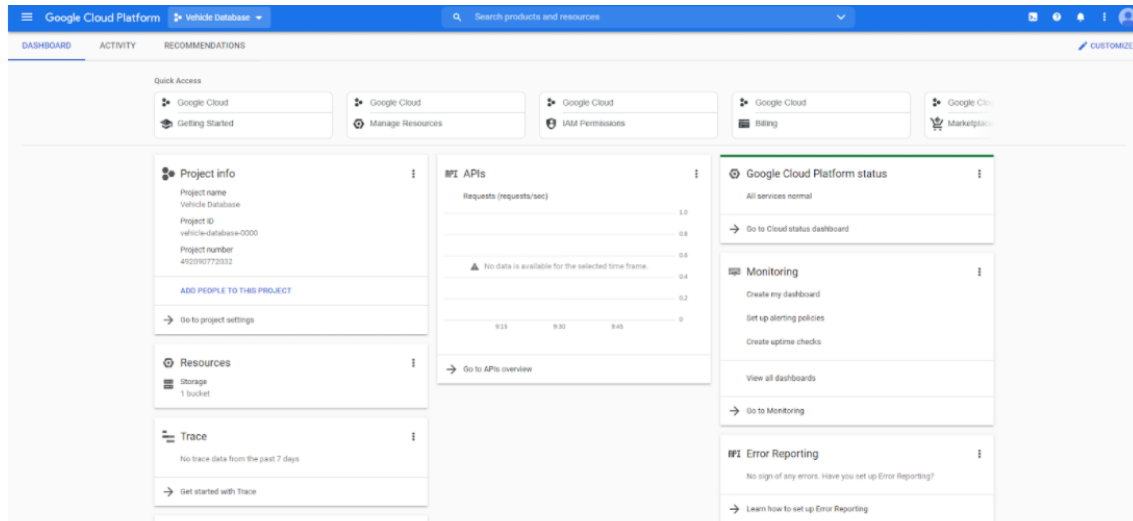 Google Cloud Platform
Vehicle Database
Search products and resources
DASHBOARD
ACTIVITY
RECOMMENDATIONS
CUSTOMIZE
Quick Access
Google Cloud
Getting Started
Google Cloud
Manage Resources
Google Cloud
IAM Permissions
Google Cloud
Billing
Google Clou
Marketplace
Project info
Project name
Vehicle Database
Project ID
vehicle-database-0000
Project number
492090772032
ADD PEOPLE TO THIS PROJECT
Go to project settings
Resources
Storage
1 bucket
Trace
No trace data from the past 7 days
Get started with Trace
API APIs
Requests (requests/sec)
1.0
0.8
0.6
No data is available for the selected time frame.
0.4
0.2
0
9:15 9:30 9:45
Go to APIs overview
Google Cloud Platform status
All services normal
Go to Cloud status dashboard
Monitoring
Create my dashboard
Set up alerting policies
Create uptime checks
View all dashboards
Go to Monitoring
Error Reporting
No sign of any errors. Have you set up Error Reporting?
Learn how to set up Error Reporting